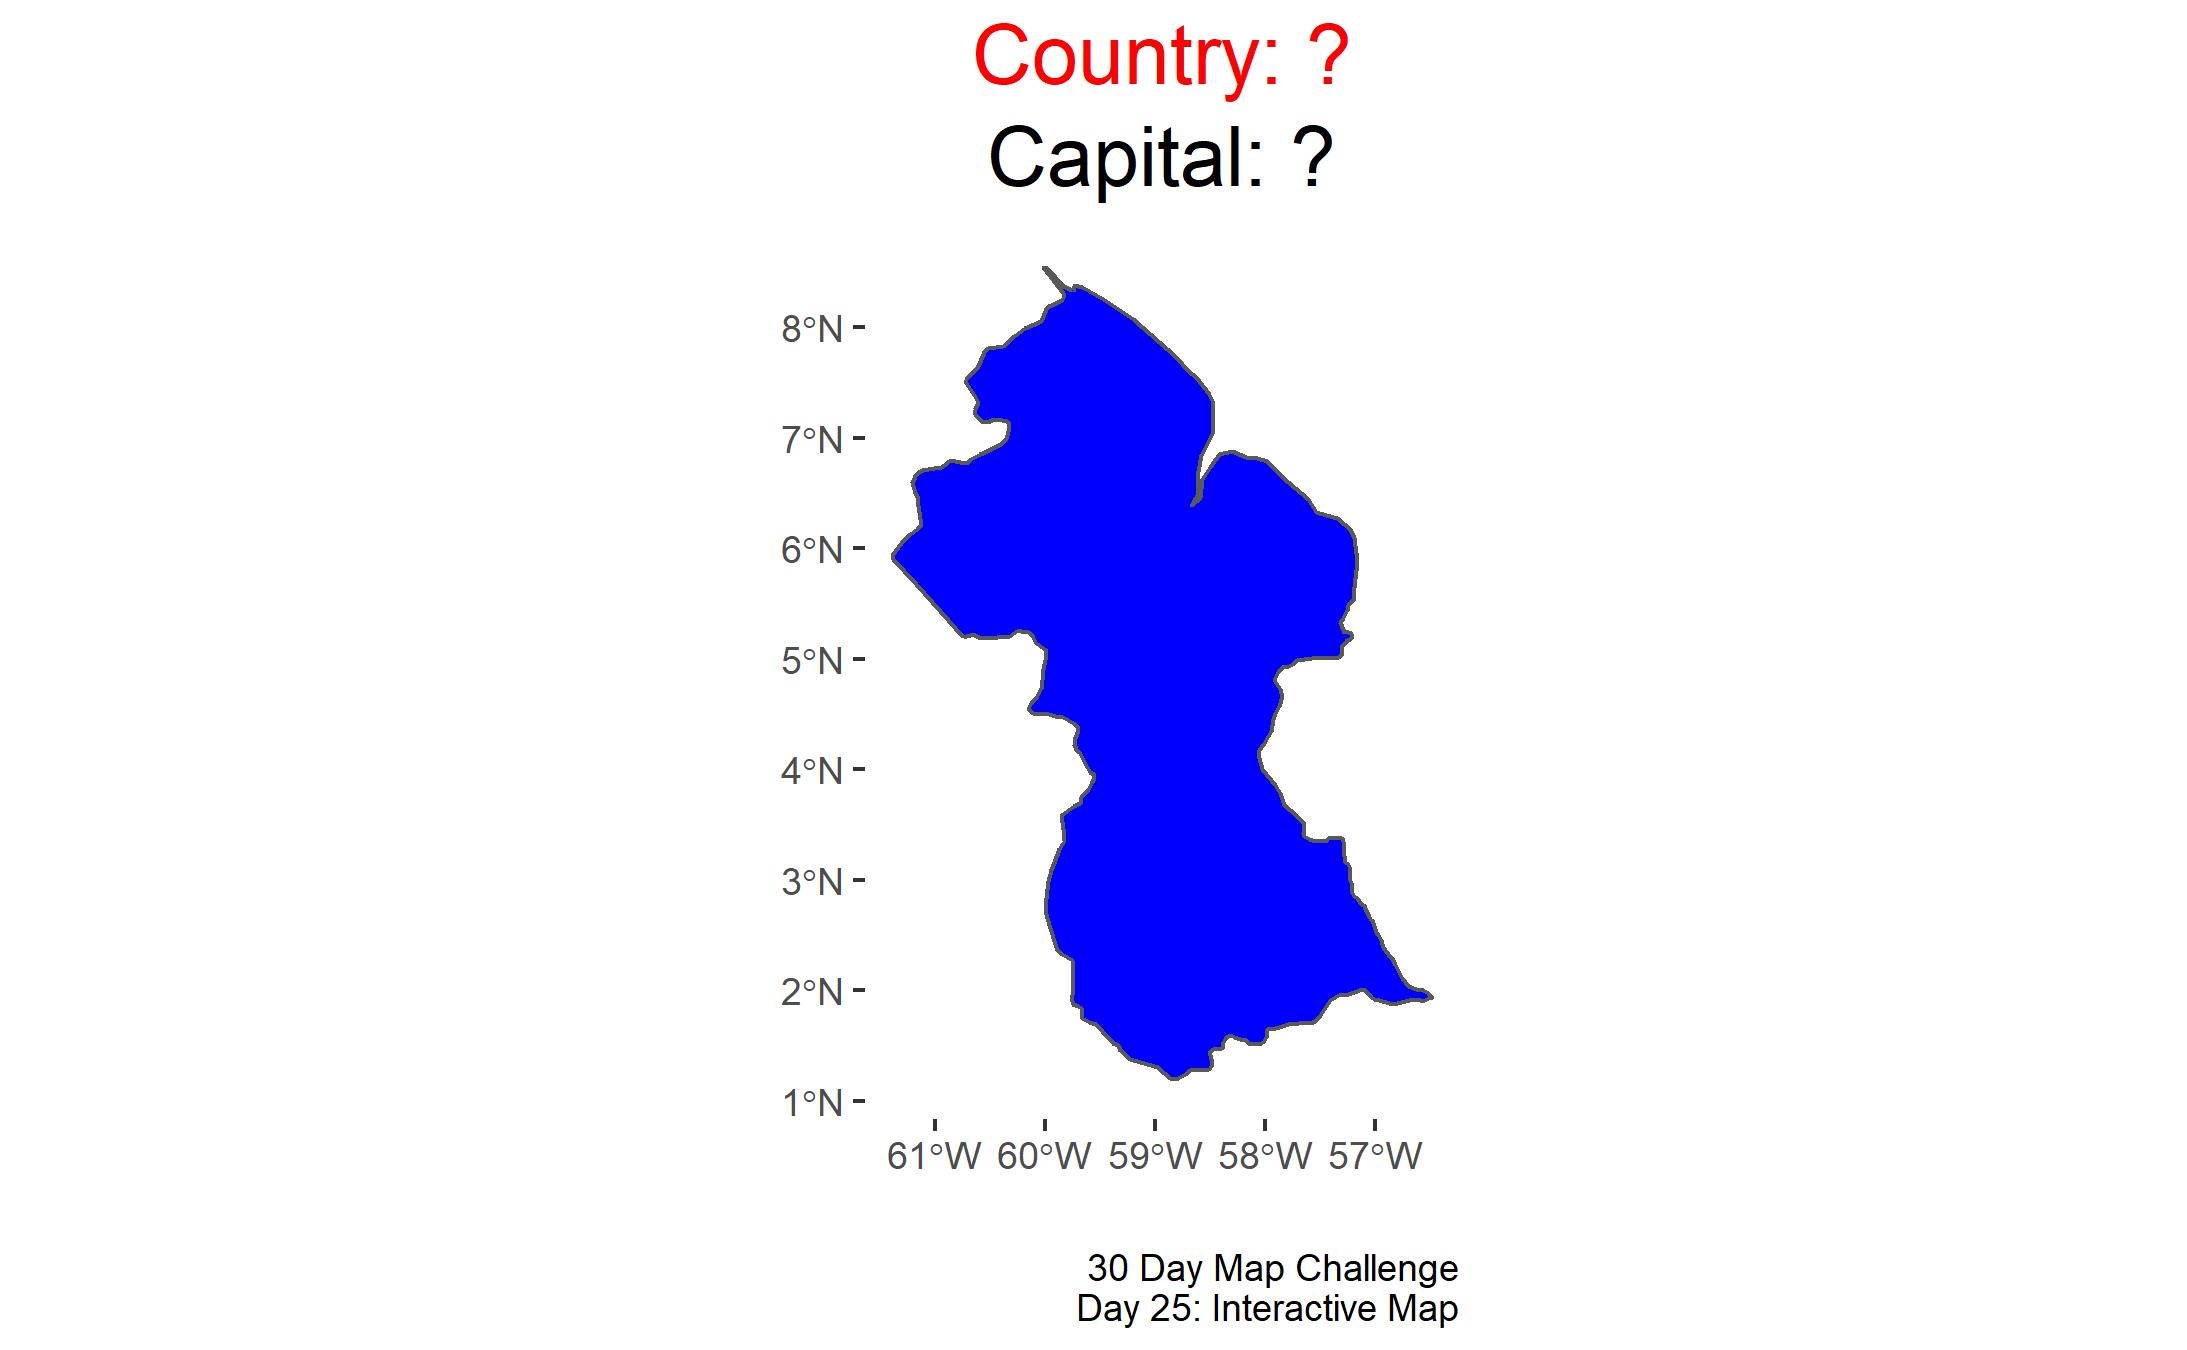 Country: ?
Capital: ?
8°N
7°N
6°N
5°N
4°N
3°N
2°N
1°N
61°W 60°W 59°W 58°W 57°W
30 Day Map Challenge
Day 25: Interactive Map